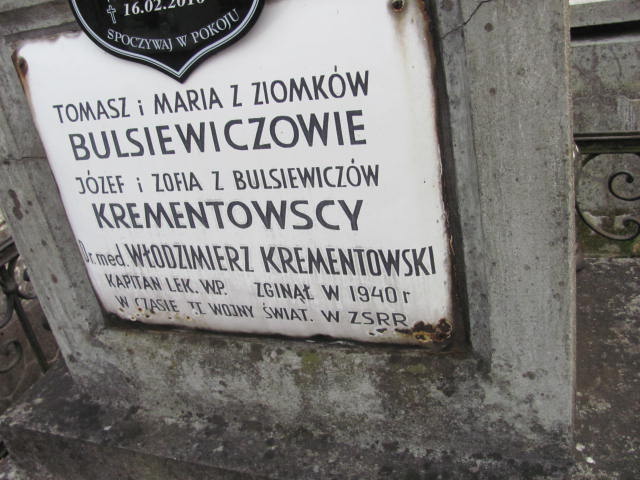 ✝ 16.02.2010
SPOCZYWAJ W POKOJU
TOMASZ i MARIA Z ZIOMKÓW
BULSIEWICZOWIE
JÓZEF i ZOFIA Z BULSIEWICZÓW
KREMENTOWSCY
Dr. med. WŁODZIMIERZ KREMENTOWSKI
KAPITAN LEK. WP. ZGINĄŁ W 1940 r
W CZASIE II WOJNY ŚWIAT. W ZSRR